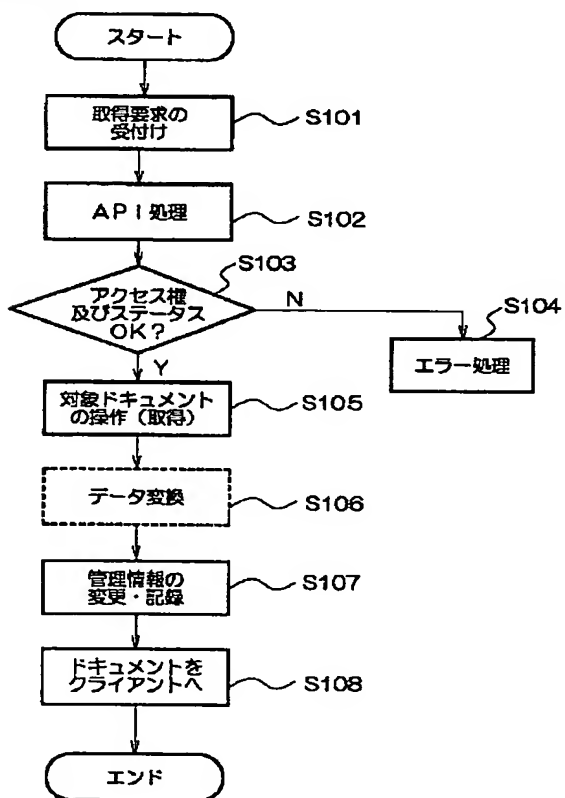 スタート
取得要求の
受付け
S101
API処理
S102
S103
アクセス権
及びステータス
OK?
N
S104
エラー処理
Y
対象ドキュメント
の操作(取得)
S105
データ変換
S106
管理情報の
変更・記録
S107
ドキュメントを
クライアントへ
S108
エンド